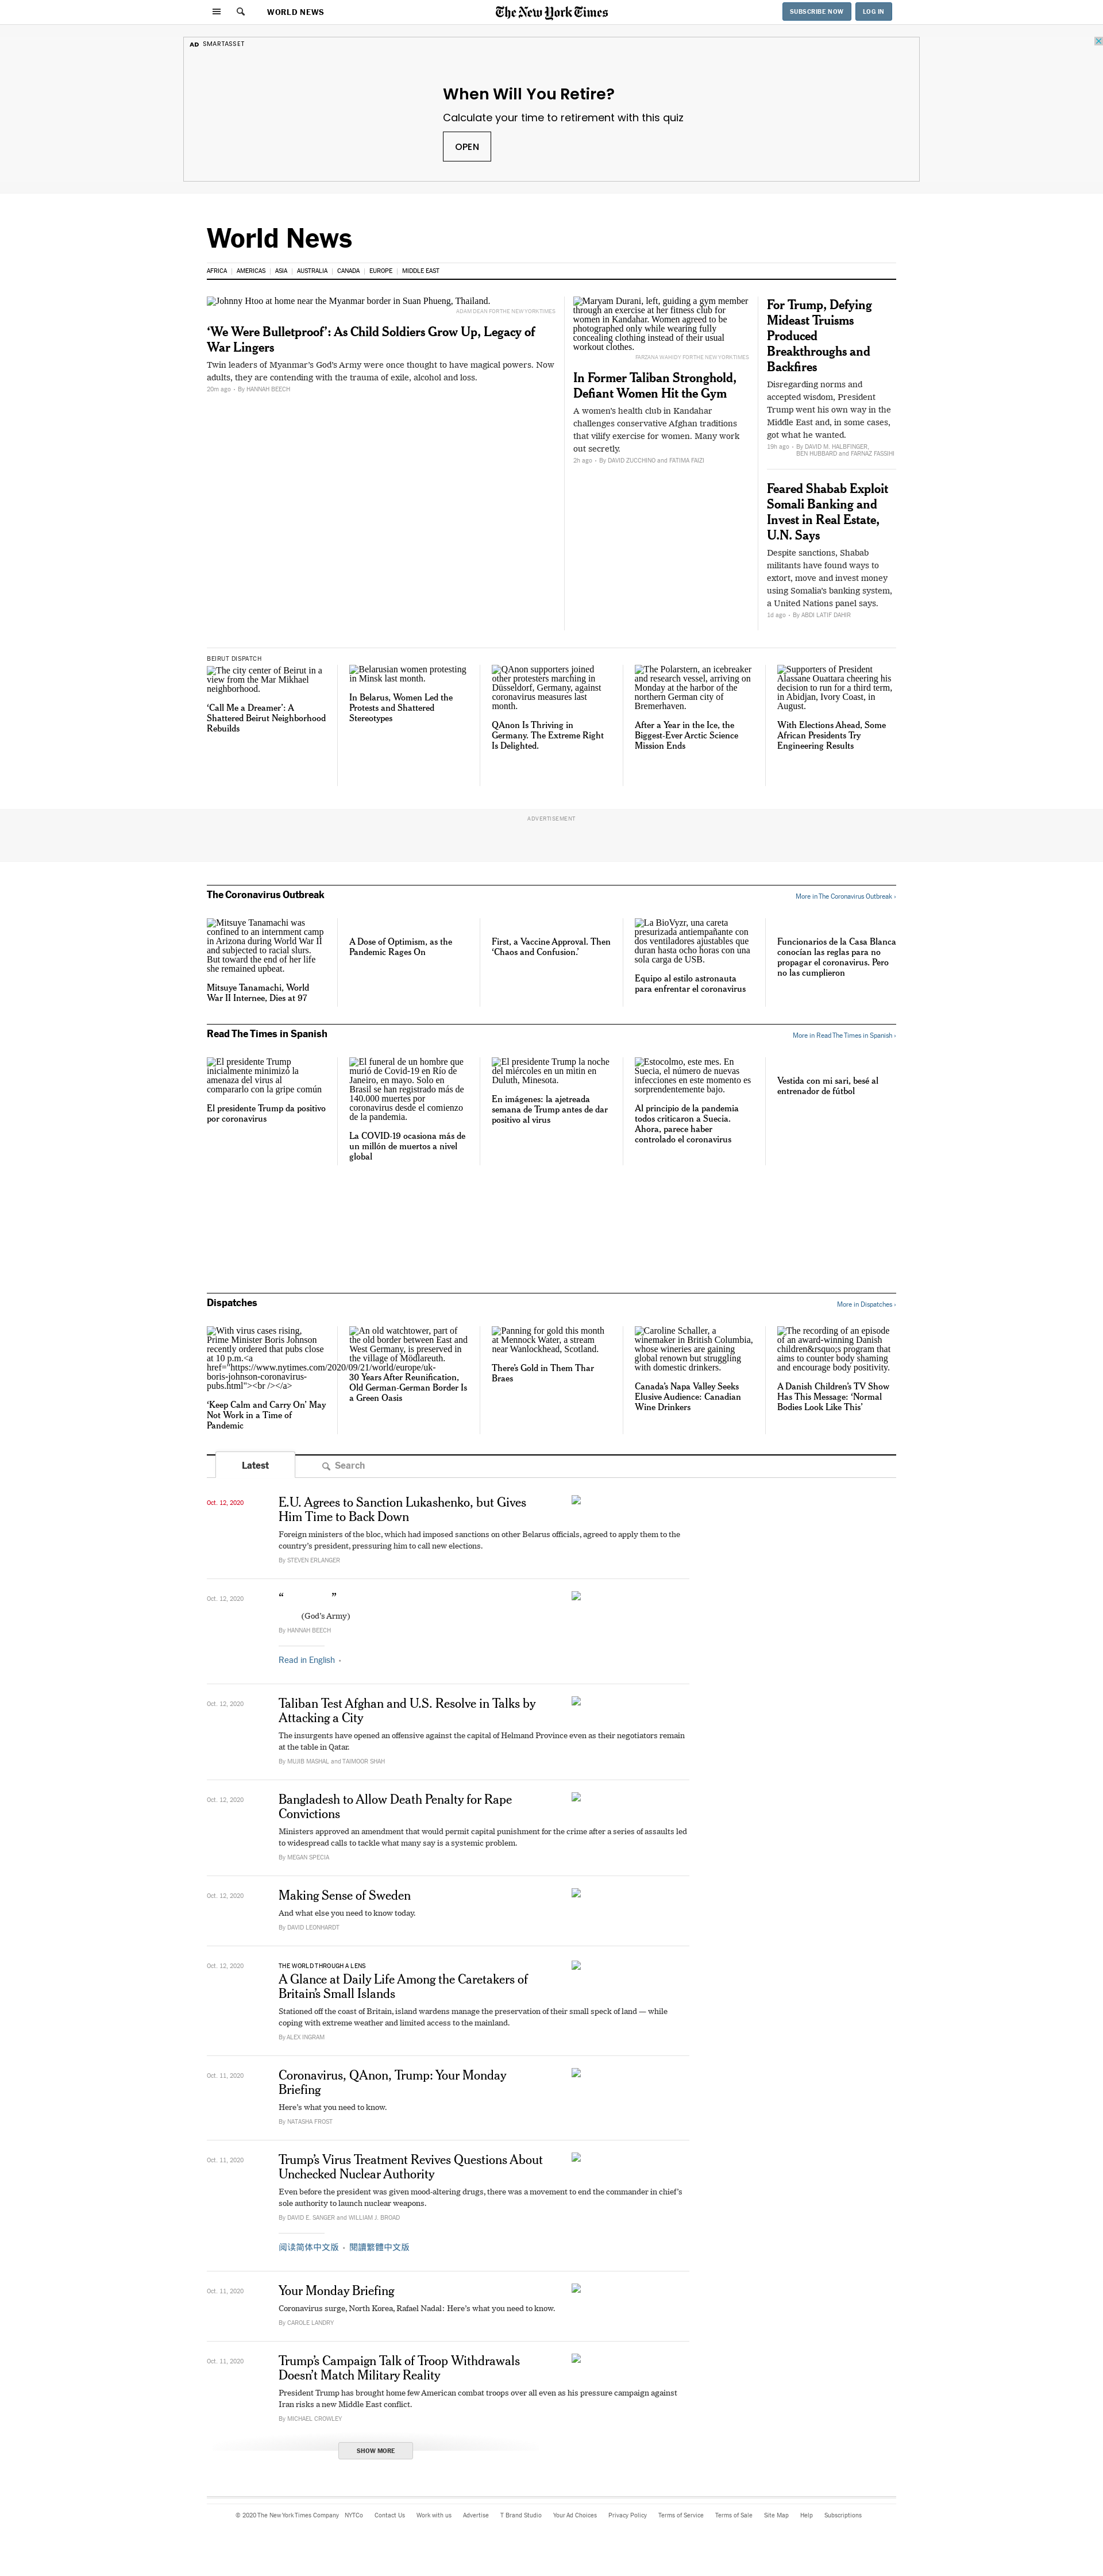 WORLD NEWS
The New York Times
SUBSCRIBE NOW
LOG IN
AD SMARTASSET
When Will You Retire?
Calculate your time to retirement with this quiz
OPEN
World News
AFRICA | AMERICAS | ASIA | AUSTRALIA | CANADA | EUROPE | MIDDLE EAST
Johnny Htoo at home near the Myanmar border in Suan Phueng, Thailand.
ADAM DEAN FOR THE NEW YORK TIMES
‘We Were Bulletproof’: As Child Soldiers Grow Up, Legacy of
War Lingers
Twin leaders of Myanmar’s God’s Army were once thought to have magical powers. Now
adults, they are contending with the trauma of exile, alcohol and loss.
20m ago • By HANNAH BEECH
Maryam Durani, left, guiding a gym member
through an exercise at her fitness club for
women in Kandahar. Women agreed to be
photographed only while wearing fully
concealing clothing instead of their usual
workout clothes.
FARZANA WAHIDY FOR THE NEW YORK TIMES
In Former Taliban Stronghold,
Defiant Women Hit the Gym
A women’s health club in Kandahar
challenges conservative Afghan traditions
that vilify exercise for women. Many work
out secretly.
2h ago • By DAVID ZUCCHINO and FATIMA FAIZI
For Trump, Defying
Mideast Truisms
Produced
Breakthroughs and
Backfires
Disregarding norms and
accepted wisdom, President
Trump went his own way in the
Middle East and, in some cases,
got what he wanted.
19h ago • By DAVID M. HALBFINGER,
BEN HUBBARD and FARNAZ FASSIHI
Feared Shabab Exploit
Somali Banking and
Invest in Real Estate,
U.N. Says
Despite sanctions, Shabab
militants have found ways to
extort, move and invest money
using Somalia’s banking system,
a United Nations panel says.
1d ago • By ABDI LATIF DAHIR
BEIRUT DISPATCH
The city center of Beirut in a
view from the Mar Mikhael
neighborhood.
‘Call Me a Dreamer’: A
Shattered Beirut Neighborhood
Rebuilds
Belarusian women protesting
in Minsk last month.
In Belarus, Women Led the
Protests and Shattered
Stereotypes
QAnon supporters joined
other protesters marching in
Düsseldorf, Germany, against
coronavirus measures last
month.
QAnon Is Thriving in
Germany. The Extreme Right
Is Delighted.
The Polarstern, an icebreaker
and research vessel, arriving on
Monday at the harbor of the
northern German city of
Bremerhaven.
After a Year in the Ice, the
Biggest-Ever Arctic Science
Mission Ends
Supporters of President
Alassane Ouattara cheering his
decision to run for a third term,
in Abidjan, Ivory Coast, in
August.
With Elections Ahead, Some
African Presidents Try
Engineering Results
ADVERTISEMENT
The Coronavirus Outbreak
More in The Coronavirus Outbreak »
Mitsuye Tanamachi was
confined to an internment camp
in Arizona during World War II
and subjected to racial slurs.
But toward the end of her life
she remained upbeat.
Mitsuye Tanamachi, World
War II Internee, Dies at 97
A Dose of Optimism, as the
Pandemic Rages On
First, a Vaccine Approval. Then
‘Chaos and Confusion.’
La BioVyzr, una careta
presurizada antiempañante con
dos ventiladores ajustables que
duran hasta ocho horas con una
sola carga de USB.
Equipo al estilo astronauta
para enfrentar el coronavirus
Funcionarios de la Casa Blanca
conocían las reglas para no
propagar el coronavirus. Pero
no las cumplieron
Read The Times in Spanish
More in Read The Times in Spanish »
El presidente Trump
inicialmente minimizó la
amenaza del virus al
compararlo con la gripe común
El presidente Trump da positivo
por coronavirus
El funeral de un hombre que
murió de Covid-19 en Río de
Janeiro, en mayo. Solo en
Brasil se han registrado más de
140.000 muertes por
coronavirus desde el comienzo
de la pandemia.
La COVID-19 ocasiona más de
un millón de muertos a nivel
global
El presidente Trump la noche
del miércoles en un mitin en
Duluth, Minesota.
En imágenes: la ajetreada
semana de Trump antes de dar
positivo al virus
Estocolmo, este mes. En
Suecia, el número de nuevas
infecciones en este momento es
sorprendentemente bajo.
Al principio de la pandemia
todos criticaron a Suecia.
Ahora, parece haber
controlado el coronavirus
Vestida con mi sari, besé al
entrenador de fútbol
Dispatches
More in Dispatches »
With virus cases rising,
Prime Minister Boris Johnson
recently ordered that pubs close
at 10 p.m.<a
href="https://www.nytimes.com/2020/09/21/world/europe/uk-
boris-johnson-coronavirus-
pubs.html"><br /></a>
‘Keep Calm and Carry On’ May
Not Work in a Time of
Pandemic
An old watchtower, part of
the old border between East and
West Germany, is preserved in
the village of Mödlareuth.
30 Years After Reunification,
Old German-German Border Is
a Green Oasis
Panning for gold this month
at Mennock Water, a stream
near Wanlockhead, Scotland.
There’s Gold in Them Thar
Braes
Caroline Schaller, a
winemaker in British Columbia,
whose wineries are gaining
global renown but struggling
with domestic drinkers.
Canada’s Napa Valley Seeks
Elusive Audience: Canadian
Wine Drinkers
The recording of an episode
of an award-winning Danish
children&rsquo;s program that
aims to counter body shaming
and encourage body positivity.
A Danish Children’s TV Show
Has This Message: ‘Normal
Bodies Look Like This’
Latest
Search
Oct. 12, 2020
E.U. Agrees to Sanction Lukashenko, but Gives
Him Time to Back Down
Foreign ministers of the bloc, which had imposed sanctions on other Belarus officials, agreed to apply them to the
country’s president, pressuring him to call new elections.
By STEVEN ERLANGER
Oct. 12, 2020
“ ”
(God’s Army)
By HANNAH BEECH
Read in English •
Oct. 12, 2020
Taliban Test Afghan and U.S. Resolve in Talks by
Attacking a City
The insurgents have opened an offensive against the capital of Helmand Province even as their negotiators remain
at the table in Qatar.
By MUJIB MASHAL and TAIMOOR SHAH
Oct. 12, 2020
Bangladesh to Allow Death Penalty for Rape
Convictions
Ministers approved an amendment that would permit capital punishment for the crime after a series of assaults led
to widespread calls to tackle what many say is a systemic problem.
By MEGAN SPECIA
Oct. 12, 2020
Making Sense of Sweden
And what else you need to know today.
By DAVID LEONHARDT
Oct. 12, 2020
THE WORLD THROUGH A LENS
A Glance at Daily Life Among the Caretakers of
Britain’s Small Islands
Stationed off the coast of Britain, island wardens manage the preservation of their small speck of land — while
coping with extreme weather and limited access to the mainland.
By ALEX INGRAM
Oct. 11, 2020
Coronavirus, QAnon, Trump: Your Monday
Briefing
Here’s what you need to know.
By NATASHA FROST
Oct. 11, 2020
Trump’s Virus Treatment Revives Questions About
Unchecked Nuclear Authority
Even before the president was given mood-altering drugs, there was a movement to end the commander in chief’s
sole authority to launch nuclear weapons.
By DAVID E. SANGER and WILLIAM J. BROAD
阅读简体中文版 • 閱讀繁體中文版
Oct. 11, 2020
Your Monday Briefing
Coronavirus surge, North Korea, Rafael Nadal: Here’s what you need to know.
By CAROLE LANDRY
Oct. 11, 2020
Trump’s Campaign Talk of Troop Withdrawals
Doesn’t Match Military Reality
President Trump has brought home few American combat troops over all even as his pressure campaign against
Iran risks a new Middle East conflict.
By MICHAEL CROWLEY
SHOW MORE
© 2020 The New York Times Company NYTCo Contact Us Work with us Advertise T Brand Studio Your Ad Choices Privacy Policy Terms of Service Terms of Sale Site Map Help Subscriptions